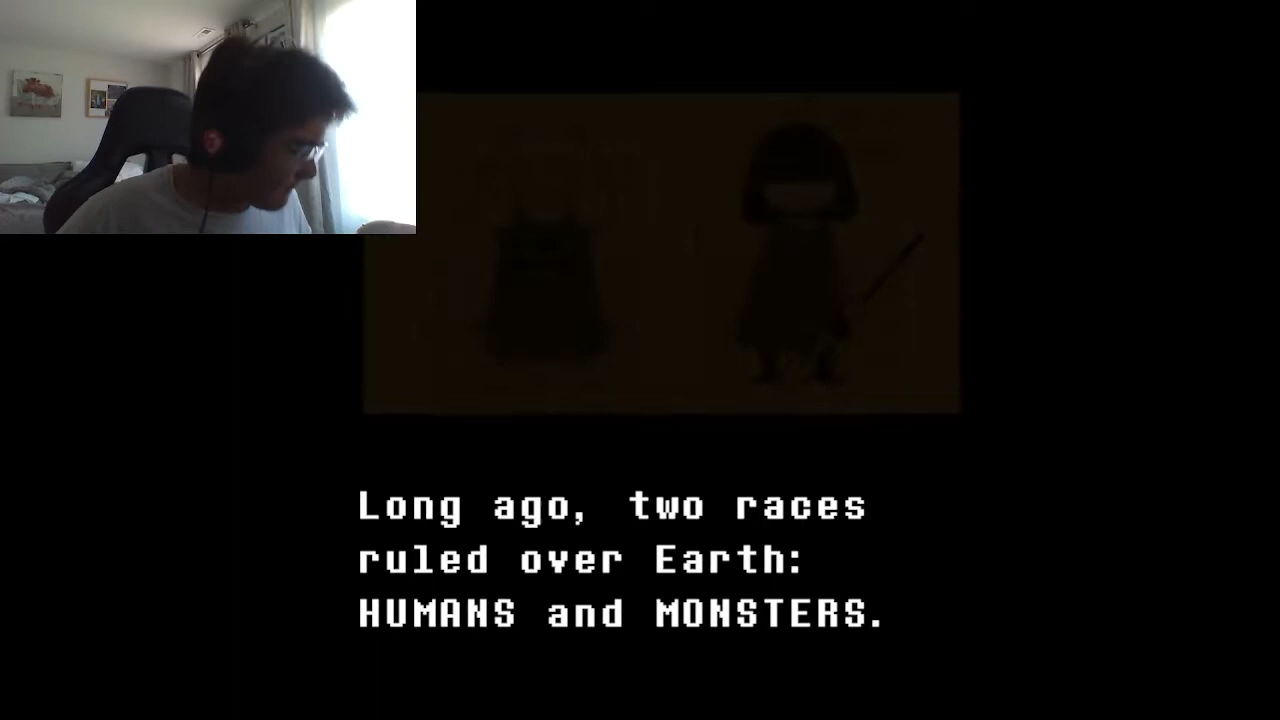 Long ago, two races
ruled over Earth:
HUMANS and MONSTERS.